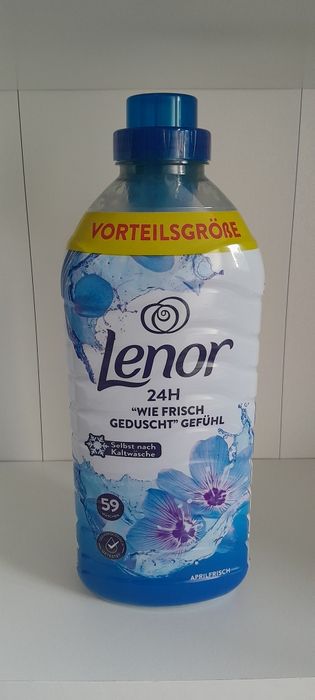 VORTEILSGRÖßE
Lenor
24H
"WIE FRISCH
GEDUSCHT" GEFÜHL
Selbst nach
Kaltwäsche
59
APRILFRISCH